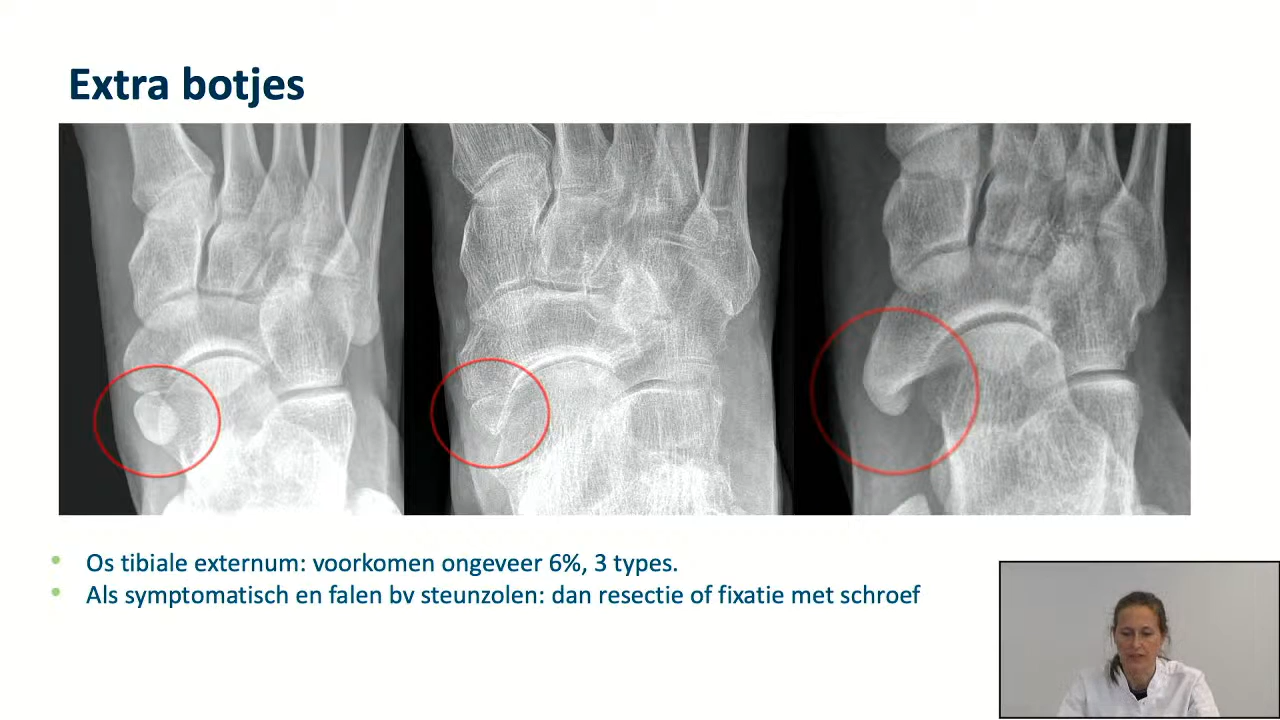 Extra botjes
Os tibiale externum: voorkomen ongeveer 6%, 3 types.
Als symptomatisch en falen bv steunzolen: dan resectie of fixatie met schroef